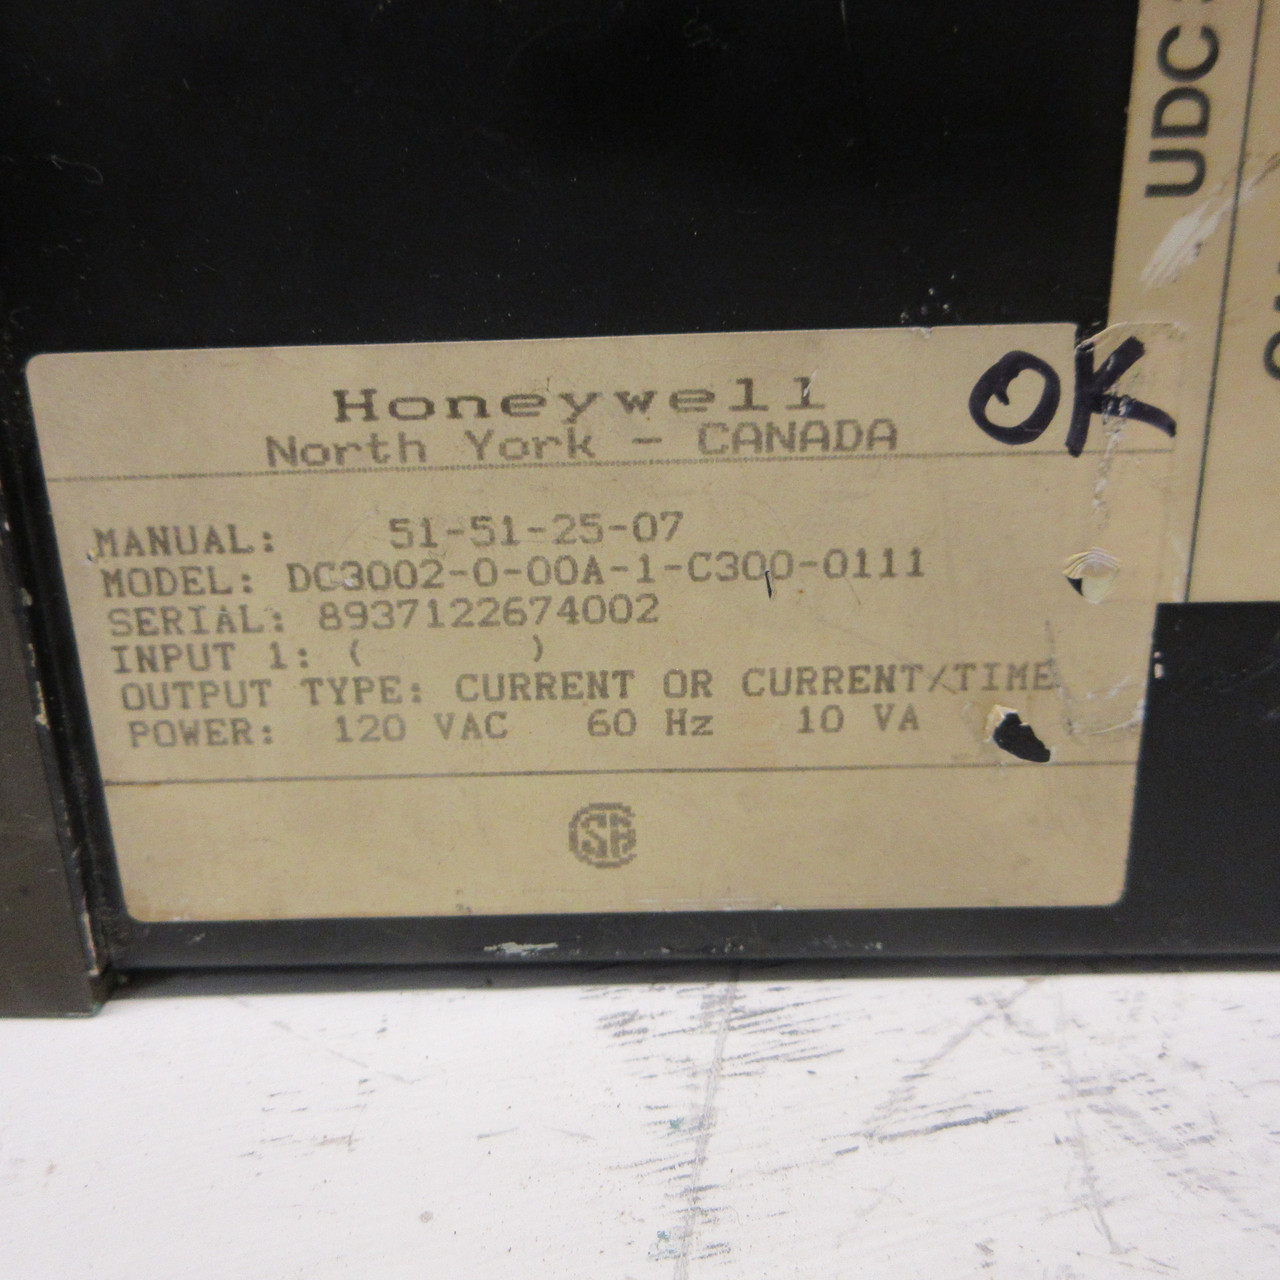 Honeywell
North York - CANADA
OK
MANUAL: 51-51-25-07
MODEL: DC3002-0-00A-1-C300-0111
SERIAL: 8937122674002
INPUT 1: ( )
OUTPUT TYPE: CURRENT OR CURRENT/TIME
POWER: 120 VAC 60 Hz 10 VA
UDC